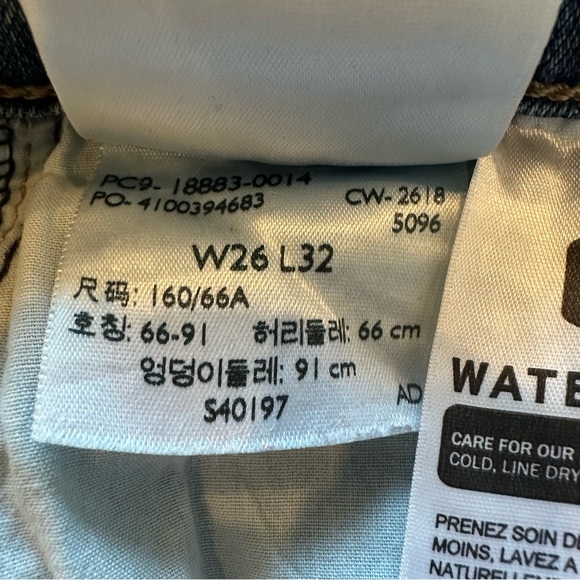 PC9- 18883-0014
PO- 4100394683
CW- 2618
5096
W26 L32
尺码: 160/66A
호칭: 66-91 허리둘레: 66 cm
엉덩이둘레: 91 cm
S40197
AD
CARE FOR OUR
COLD, LINE DRY
PRENEZ SOIN DE
MOINS, LAVEZ A